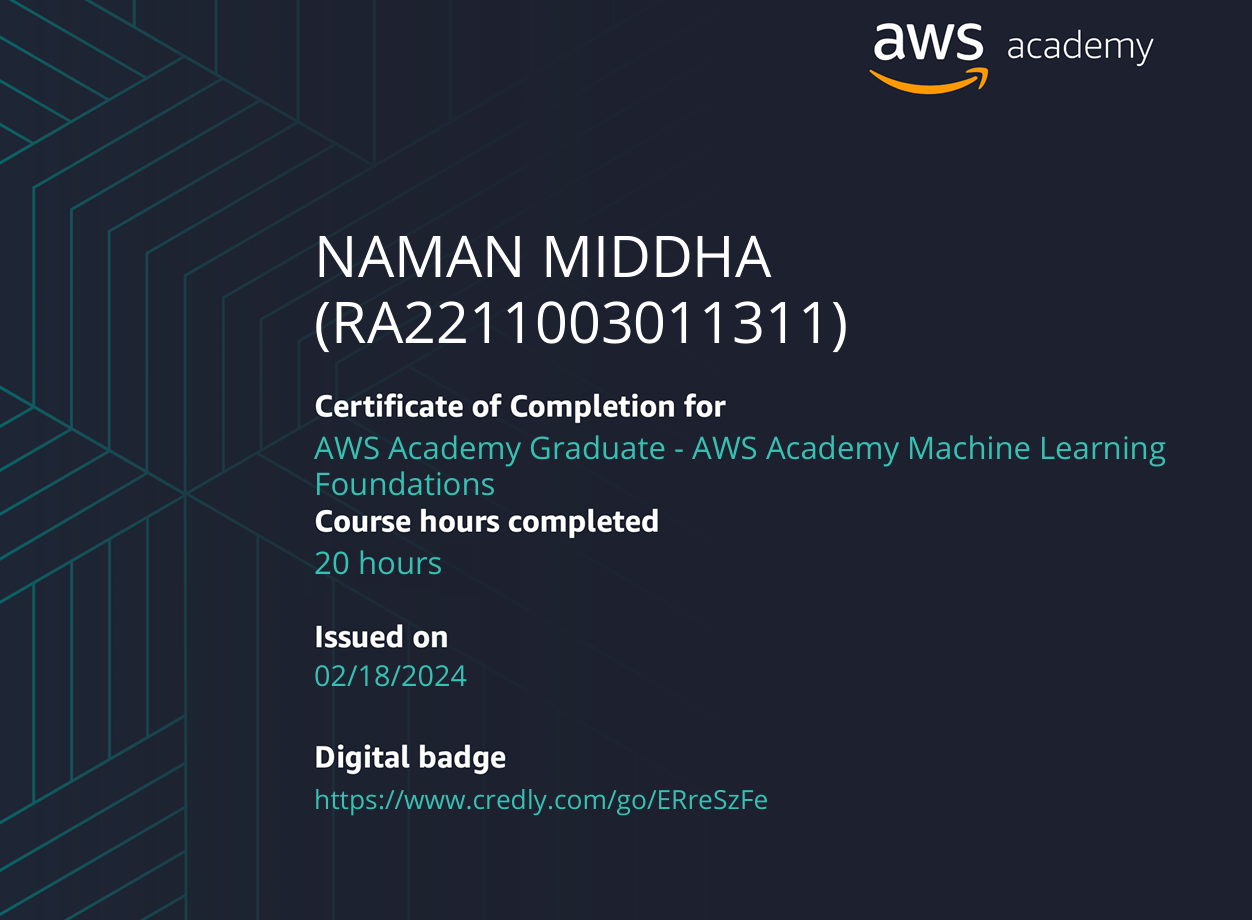 aws academy
NAMAN MIDDHA
(RA2211003011311)
Certificate of Completion for
AWS Academy Graduate - AWS Academy Machine Learning
Foundations
Course hours completed
20 hours
Issued on
02/18/2024
Digital badge
https://www.credly.com/go/ERreSzFe